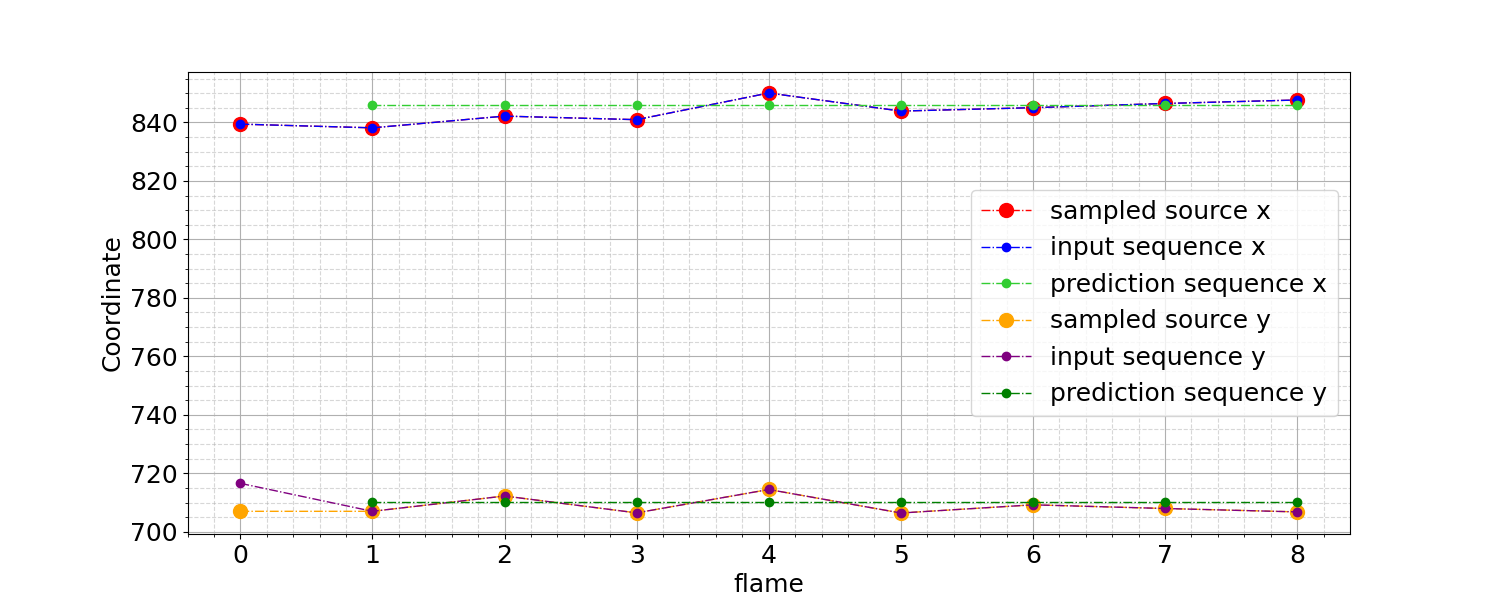 840
820
800
780
760
740
720
700
Coordinate
0 1 2 3 4 5 6 7 8
flame
sampled source x
input sequence x
prediction sequence x
sampled source y
input sequence y
prediction sequence y